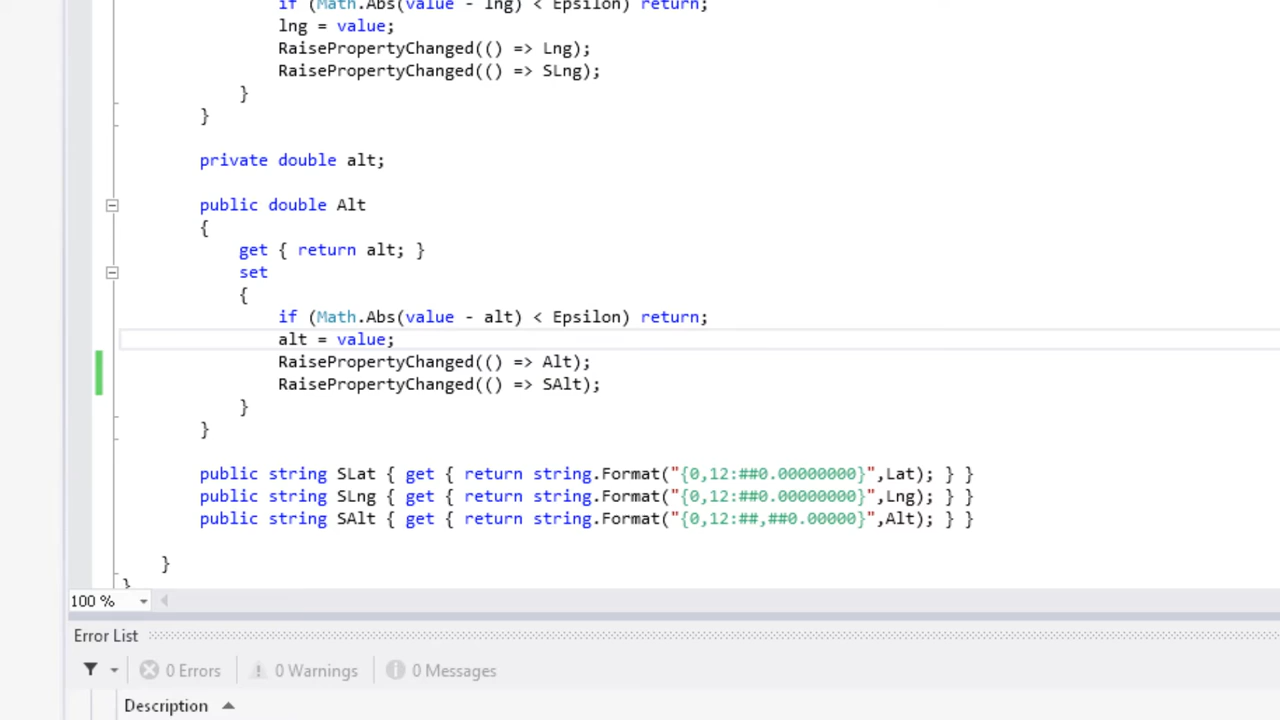 if (Math.Abs(value - lng) < Epsilon) return;
lng = value;
RaisePropertyChanged(() => Lng);
RaisePropertyChanged(() => SLng);
}
}
private double alt;
public double Alt
{
get { return alt; }
set
{
if (Math.Abs(value - alt) < Epsilon) return;
alt = value;
RaisePropertyChanged(() => Alt);
RaisePropertyChanged(() => SAlt);
}
}
public string SLat { get { return string.Format("{0,12:##0.00000000}",Lat); } }
public string SLng { get { return string.Format("{0,12:##0.00000000}",Lng); } }
public string SAlt { get { return string.Format("{0,12:##,##0.00000}",Alt); } }
}
}
100 %
Error List
0 Errors
0 Warnings
0 Messages
Description